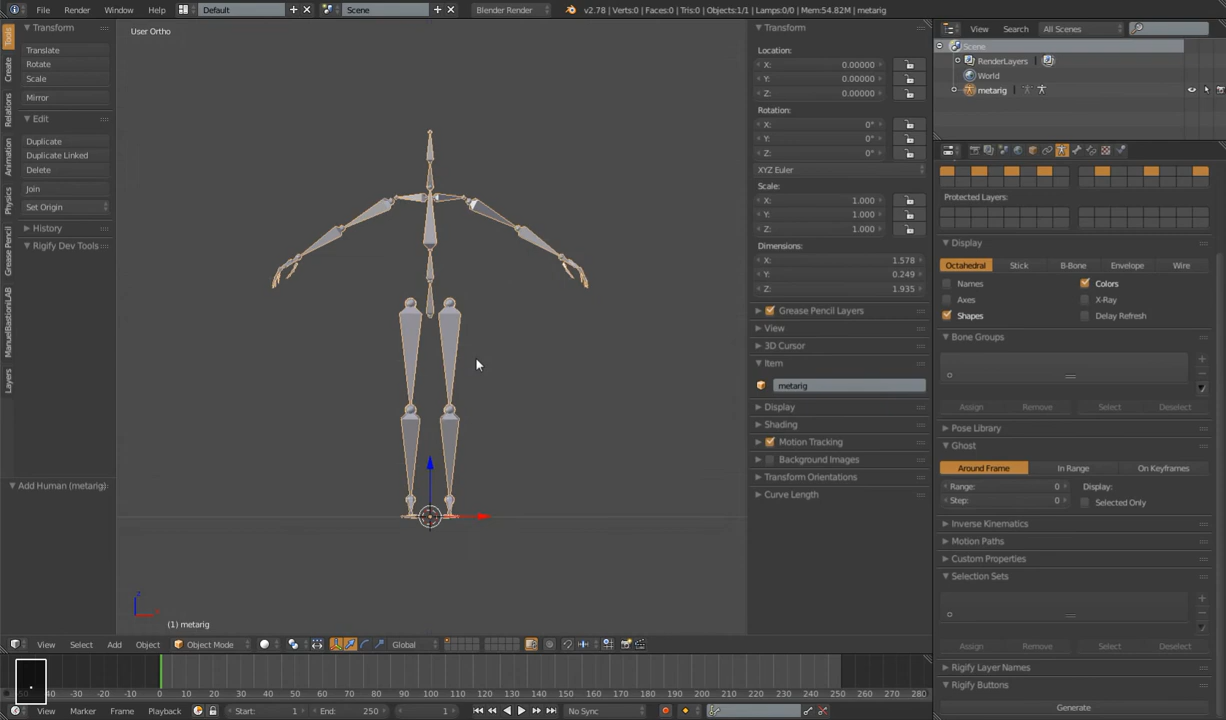 File Render Window Help Default Scene Blender Render v2.78 | Verts:0 | Faces:0 | Tris:0 | Objects:1/1 | Lamps:0/0 | Mem:54.82M | metarig
Tools
Create
Relations
Animation
Physics
Grease Pencil
ManuelBastioniLAB
Layers
Transform
Translate
Rotate
Scale
Mirror
Edit
Duplicate
Duplicate Linked
Delete
Join
Set Origin
History
Rigify Dev Tools
Add Human (metarig)
User Ortho
(1) metarig
Transform
Location:
X: 0.00000
Y: 0.00000
Z: 0.00000
Rotation:
X: 0°
Y: 0°
Z: 0°
XYZ Euler
Scale:
X: 1.000
Y: 1.000
Z: 1.000
Dimensions:
X: 1.578
Y: 0.249
Z: 1.935
Grease Pencil Layers
View
3D Cursor
Item
metarig
Display
Shading
Motion Tracking
Background Images
Transform Orientations
Curve Length
View Search All Scenes
Scene
RenderLayers
World
metarig
Protected Layers:
Display
Octahedral Stick B-Bone Envelope Wire
Names Colors
Axes X-Ray
Shapes Delay Refresh
Bone Groups
Assign Remove Select Deselect
Pose Library
Ghost
Around Frame In Range On Keyframes
Range: 0 Display:
Step: 0 Selected Only
Inverse Kinematics
Motion Paths
Custom Properties
Selection Sets
Assign Remove Select Deselect
Rigify Layer Names
Rigify Buttons
Generate
View Select Add Object Object Mode Global
-40 -30 -20 -10 0 10 20 30 40 50 60 70 80 90 100 110 120 130 140 150 160 170 180 190 200 210 220 230 240 250 260 270 280
View Marker Frame Playback Start: 1 End: 250 1 No Sync